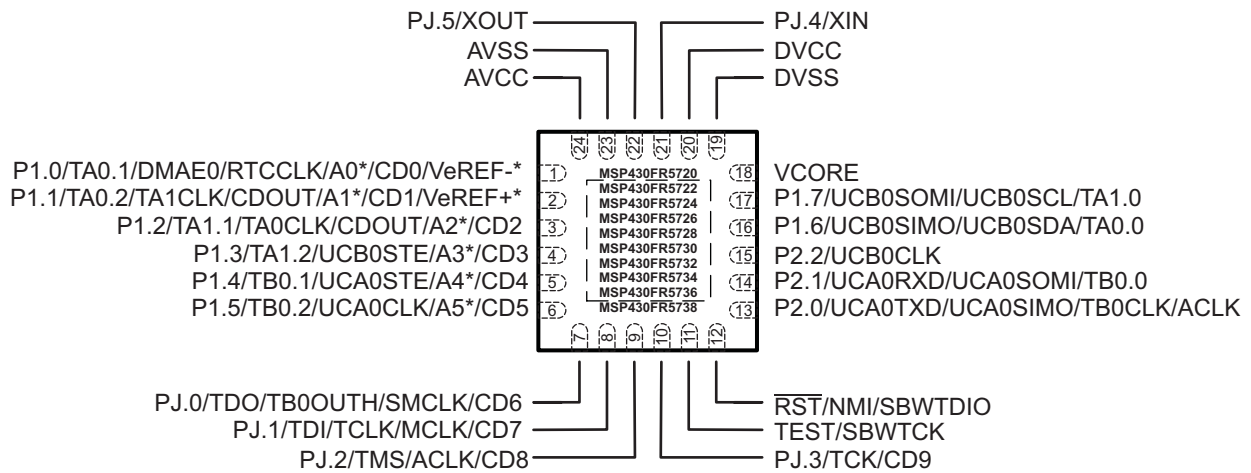 PJ.5/XOUT
PJ.4/XIN
AVSS
DVCC
AVCC
DVSS
24
23
22
21
20
19
P1.0/TA0.1/DMAE0/RTCCLK/A0*/CD0/VeREF-*
1
MSP430FR5720
18
VCORE
MSP430FR5722
P1.1/TA0.2/TA1CLK/CDOUT/A1*/CD1/VeREF+*
2
MSP430FR5724
17
P1.7/UCB0SOMI/UCB0SCL/TA1.0
P1.2/TA1.1/TA0CLK/CDOUT/A2*/CD2
3
MSP430FR5726
16
P1.6/UCB0SIMO/UCB0SDA/TA0.0
MSP430FR5728
P1.3/TA1.2/UCB0STE/A3*/CD3
4
MSP430FR5730
15
P2.2/UCB0CLK
MSP430FR5732
P1.4/TB0.1/UCA0STE/A4*/CD4
5
MSP430FR5734
14
P2.1/UCA0RXD/UCA0SOMI/TB0.0
MSP430FR5736
P1.5/TB0.2/UCA0CLK/A5*/CD5
6
MSP430FR5738
13
P2.0/UCA0TXD/UCA0SIMO/TB0CLK/ACLK
7
8
9
10
11
12
PJ.0/TDO/TB0OUTH/SMCLK/CD6
RST/NMI/SBWTDIO
PJ.1/TDI/TCLK/MCLK/CD7
TEST/SBWTCK
PJ.2/TMS/ACLK/CD8
PJ.3/TCK/CD9